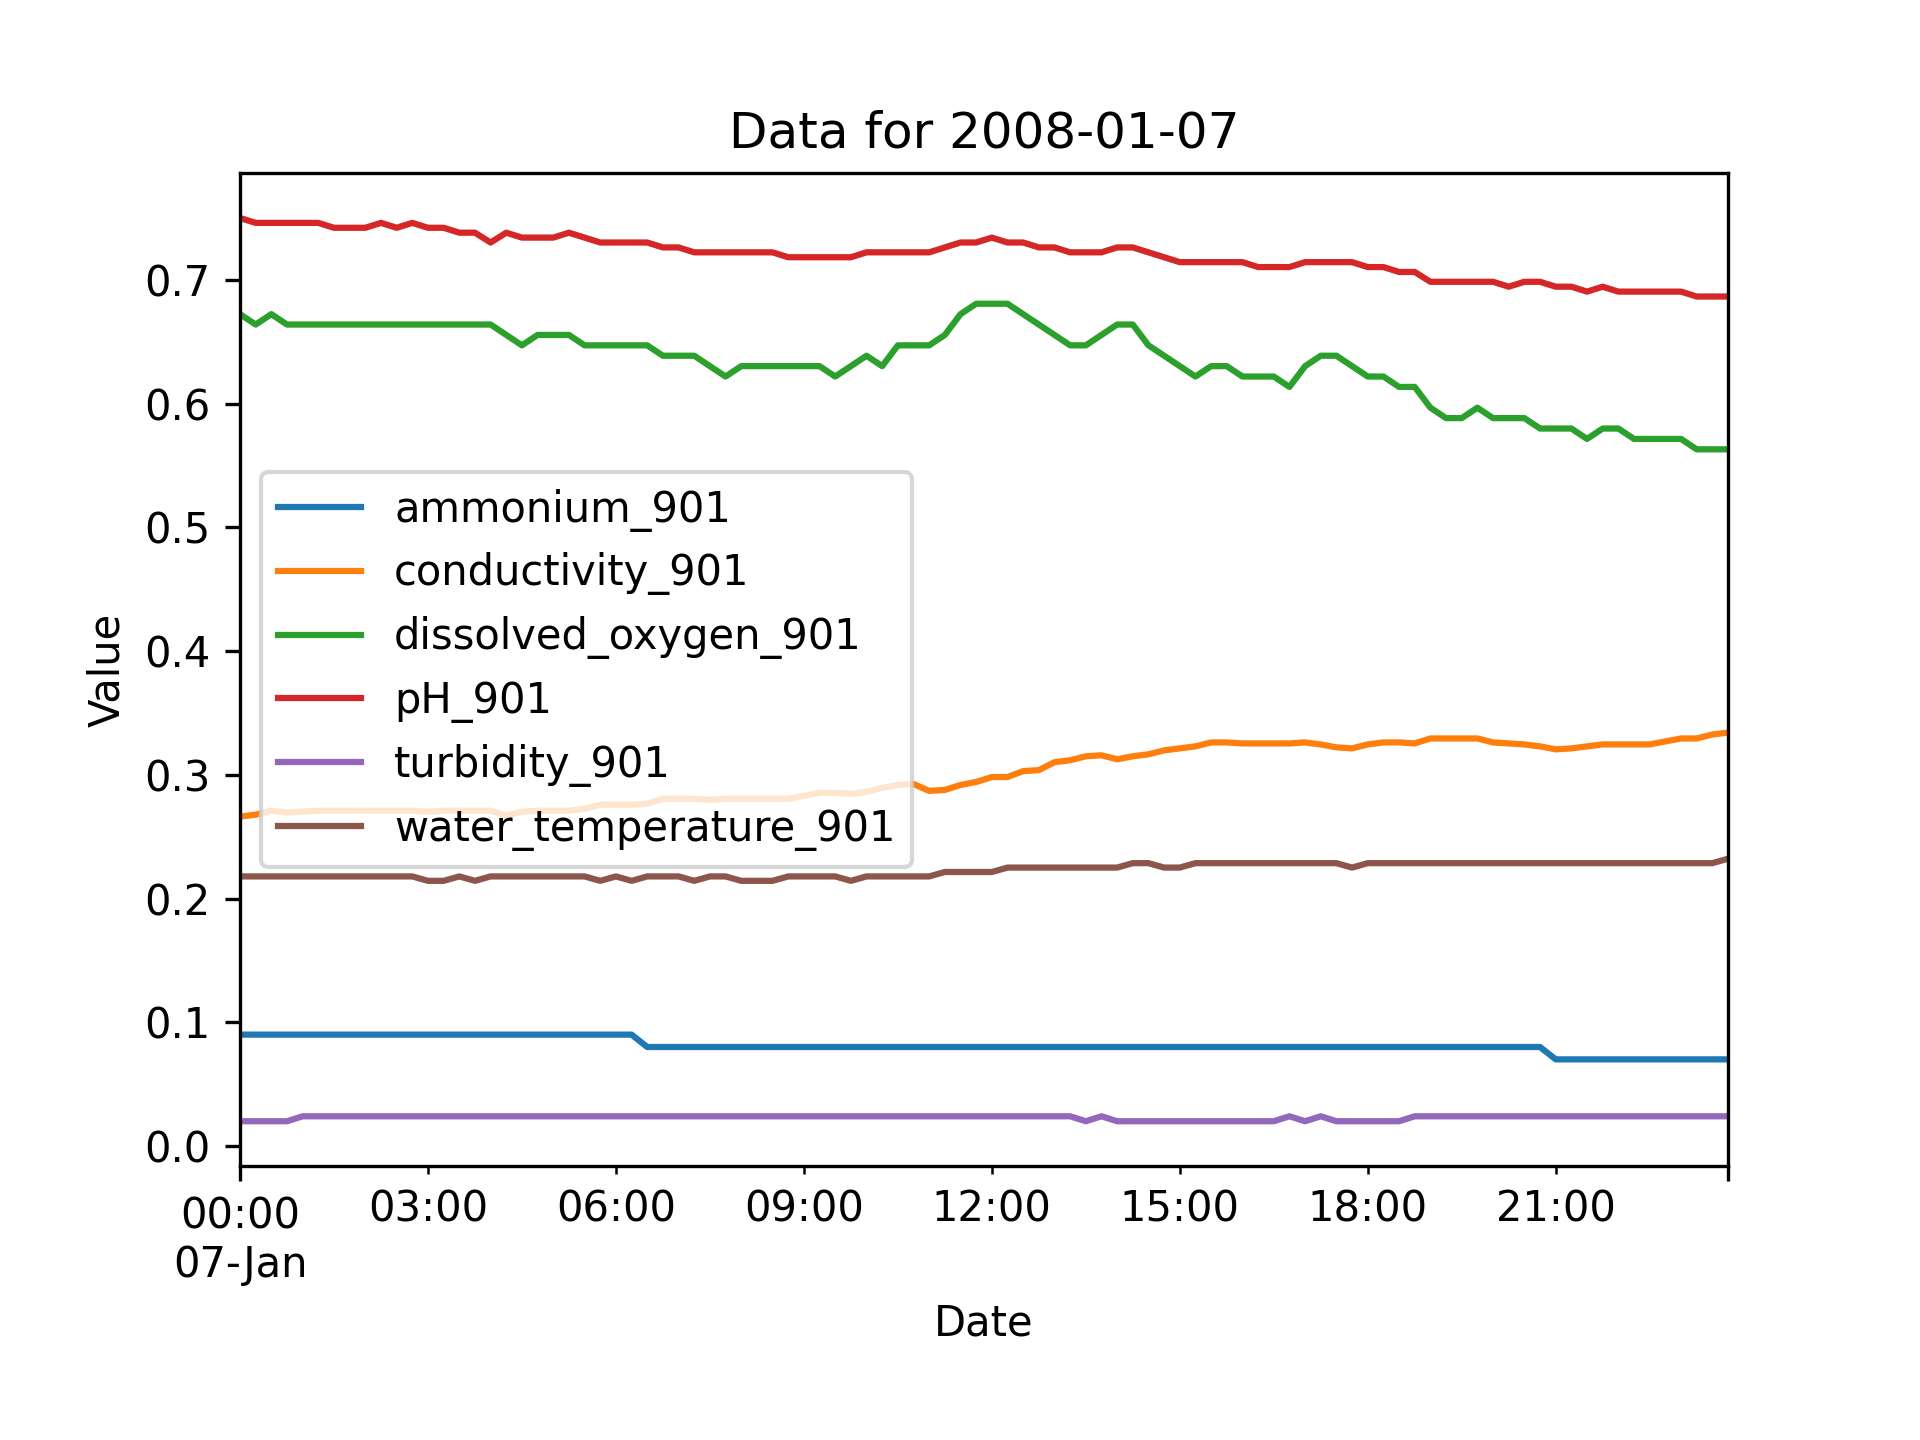 Data for 2008-01-07
Value
0.7
0.6
0.5
0.4
0.3
0.2
0.1
0.0
ammonium_901
conductivity_901
dissolved_oxygen_901
pH_901
turbidity_901
water_temperature_901
00:00 03:00 06:00 09:00 12:00 15:00 18:00 21:00
07-Jan
Date